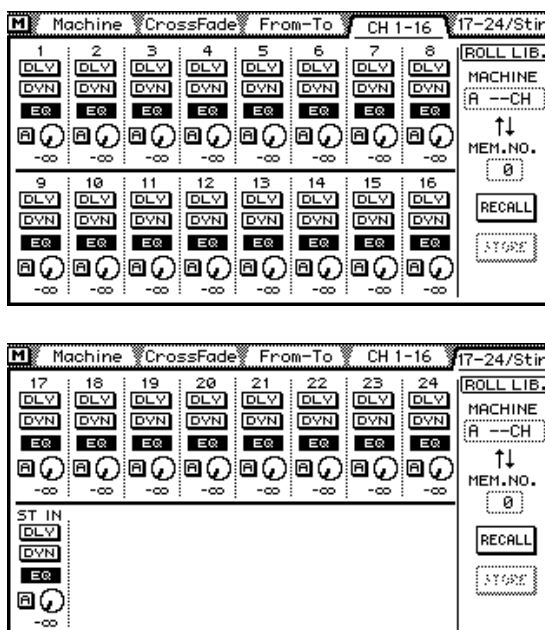 M Machine CrossFade From-To CH 1-16 17-24/Stin
1 2 3 4 5 6 7 8 ROLL LIB.
DLY DLY DLY DLY DLY DLY DLY DLY MACHINE
DYN DYN DYN DYN DYN DYN DYN DYN A --CH
EQ EQ EQ EQ EQ EQ EQ EQ ↑↓
A A A A A A A A MEM.NO.
-∞ -∞ -∞ -∞ -∞ -∞ -∞ -∞ 0
9 10 11 12 13 14 15 16
DLY DLY DLY DLY DLY DLY DLY DLY RECALL
DYN DYN DYN DYN DYN DYN DYN DYN
EQ EQ EQ EQ EQ EQ EQ EQ STORE
A A A A A A A A
-∞ -∞ -∞ -∞ -∞ -∞ -∞ -∞
M Machine CrossFade From-To CH 1-16 17-24/Stin
17 18 19 20 21 22 23 24 ROLL LIB.
DLY DLY DLY DLY DLY DLY DLY DLY MACHINE
DYN DYN DYN DYN DYN DYN DYN DYN A --CH
EQ EQ EQ EQ EQ EQ EQ EQ ↑↓
A A A A A A A A MEM.NO.
-∞ -∞ -∞ -∞ -∞ -∞ -∞ -∞ 0
ST IN
DLY RECALL
DYN
EQ STORE
A
-∞